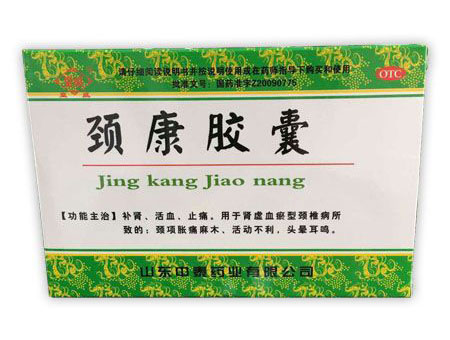 请仔细阅读说明书并按说明使用或在药师指导下购买和使用
批准文号：国药准字Z20090776
OTC
颈康胶囊
Jing kang Jiao nang
【功能主治】补肾、活血、止痛。用于肾虚血瘀型颈椎病所
致的：颈项胀痛麻木、活动不利，头晕耳鸣。
山东中泰药业有限公司